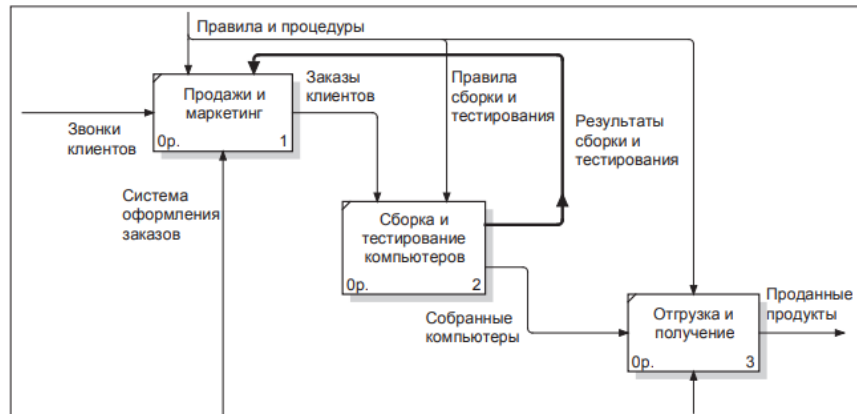 Правила и процедуры
Продажи и
маркетинг
0р.
1
Заказы
клиентов
Правила
сборки и
тестирования
Результаты
сборки и
тестирования
Звонки
клиентов
Система
оформления
заказов
Сборка и
тестирование
компьютеров
0р.
2
Собранные
компьютеры
Отгрузка и
получение
0р.
3
Проданные
продукты